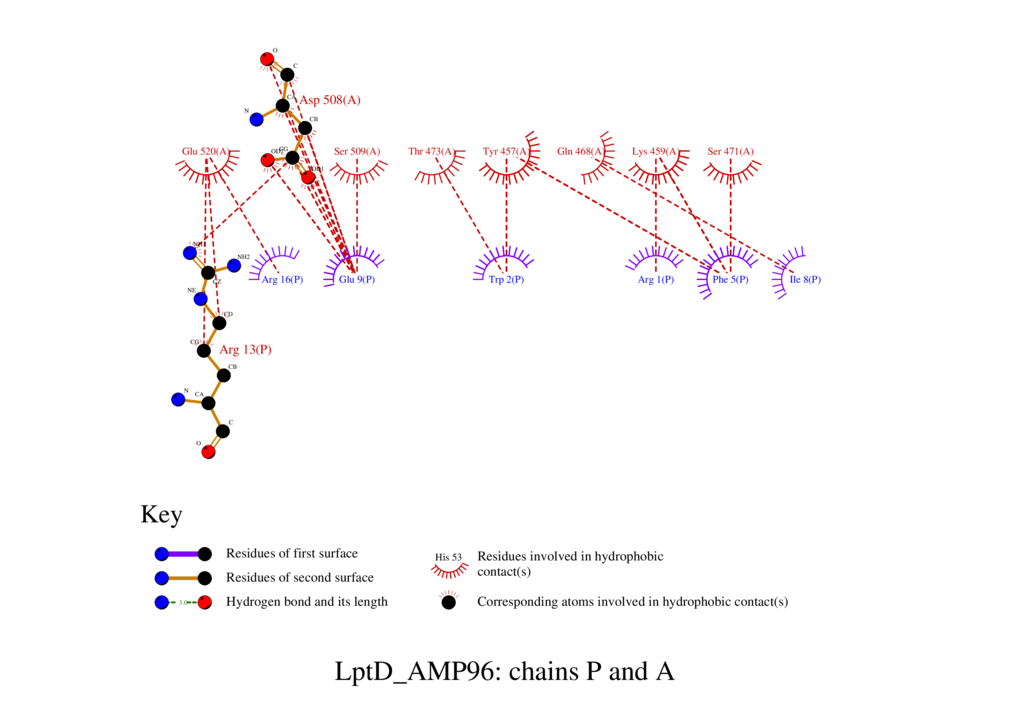 O
C
CA
Asp 508(A)
N
CB
Glu 520(A)
CG
Ser 509(A)
Thr 473(A)
Tyr 457(A)
Gln 468(A)
Lys 459(A)
Ser 471(A)
NH2
CZ
Arg 16(P)
Glu 9(P)
Trp 2(P)
Arg 1(P)
Phe 5(P)
Ile 8(P)
NE
CD
CG
Arg 13(P)
CB
N
CA
C
O
Key
Residues of first surface
Residues of second surface
3.0
Hydrogen bond and its length
His 53
Residues involved in hydrophobic
contact(s)
Corresponding atoms involved in hydrophobic contact(s)
LptD_AMP96: chains P and A